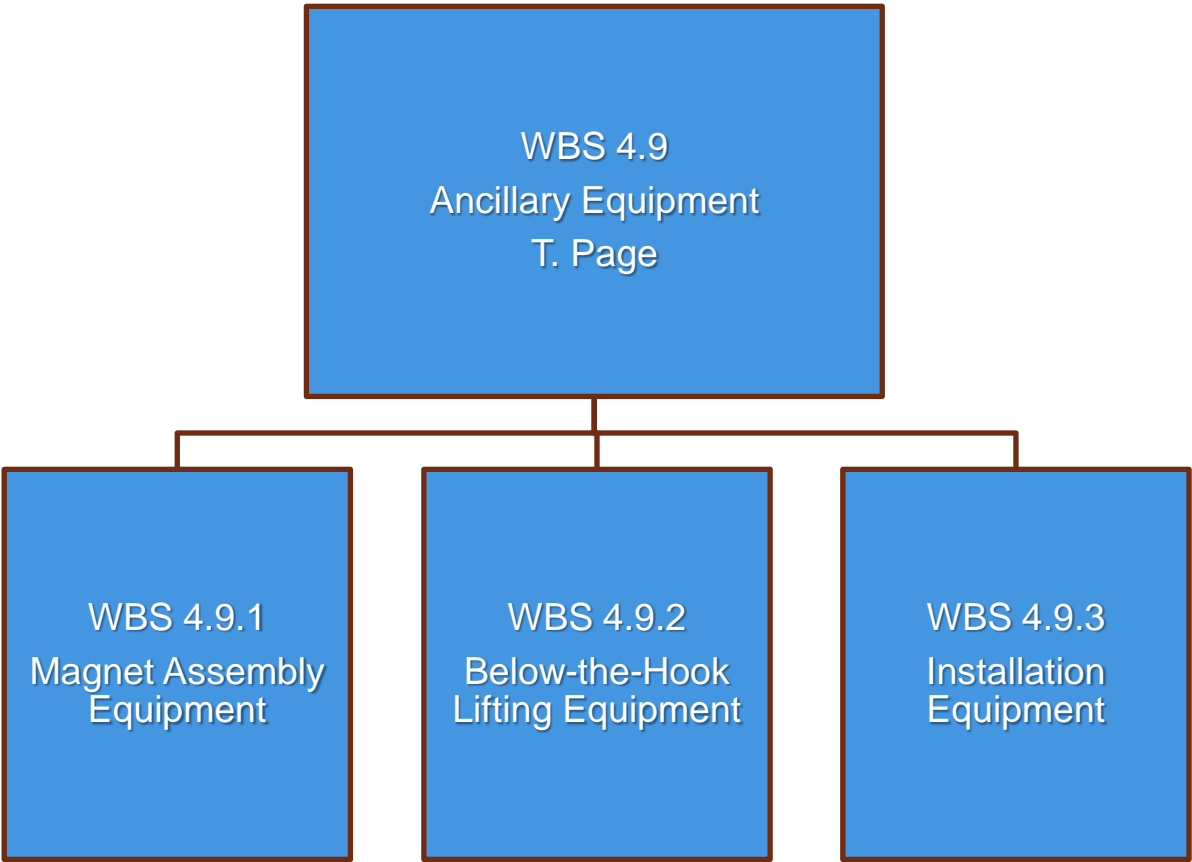 WBS 4.9
Ancillary Equipment
T. Page
WBS 4.9.1
Magnet Assembly
Equipment
WBS 4.9.2
Below-the-Hook
Lifting Equipment
WBS 4.9.3
Installation
Equipment